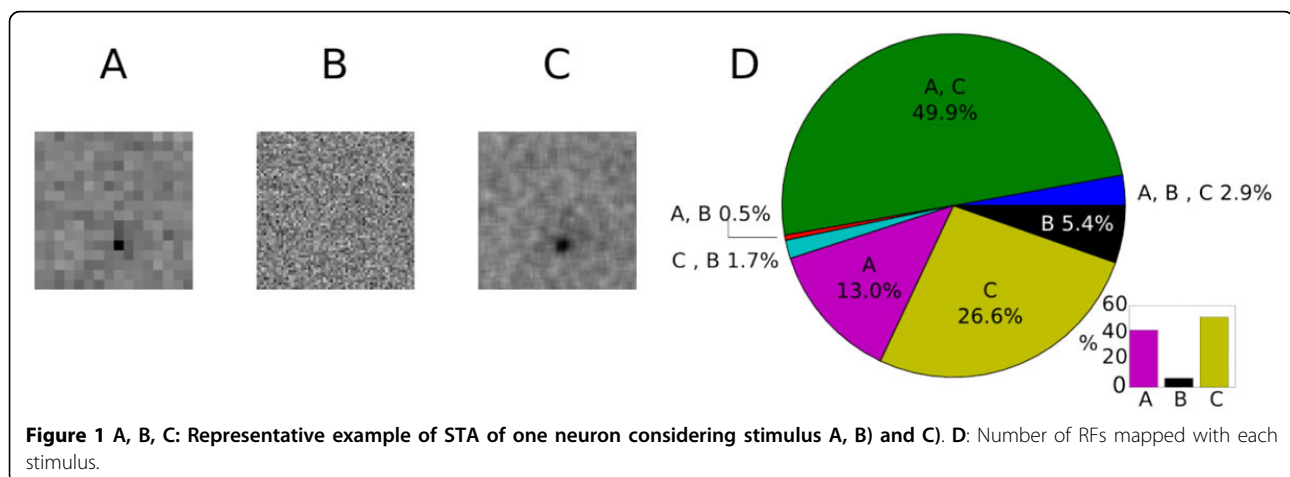 A
B
C
D
A, C
49.9%
A, B 0.5%
A, B , C 2.9%
B 5.4%
C , B 1.7%
A
13.0%
C
26.6%
60
40
%
20
0
A
B
C
Figure 1 A, B, C: Representative example of STA of one neuron considering stimulus A, B) and C). D: Number of RFs mapped with each
stimulus.